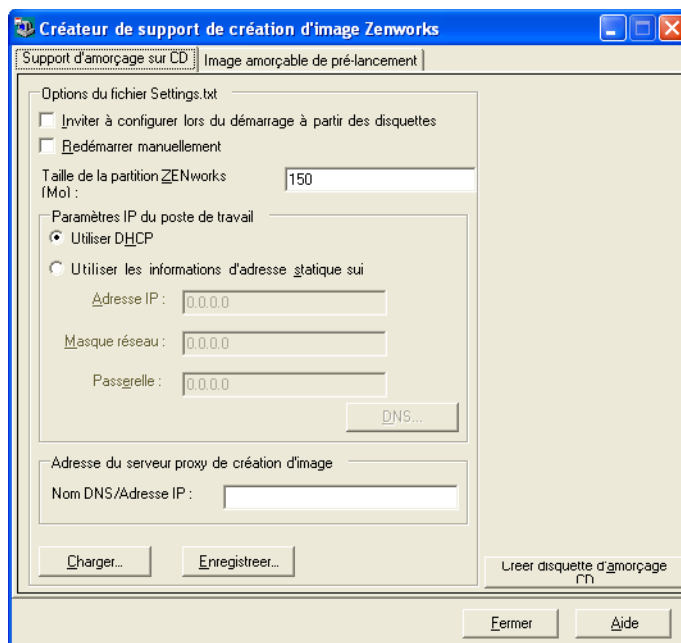 Créateur de support de création d'image Zenworks
Support d'amorçage sur CD
Image amorçable de pré-lancement
Options du fichier Settings.txt
Inviter à configurer lors du démarrage à partir des disquettes
Redémarrer manuellement
Taille de la partition ZENworks
(Mo) :
150
Paramètres IP du poste de travail
Utiliser DHCP
Utiliser les informations d'adresse statique sui
Adresse IP :
0.0.0.0
Masque réseau :
0.0.0.0
Passerelle :
0.0.0.0
DNS...
Adresse du serveur proxy de création d'image
Nom DNS/Adresse IP :
Charger...
Enregistreer...
Créer disquette d'amorçage
CD
Fermer
Aide